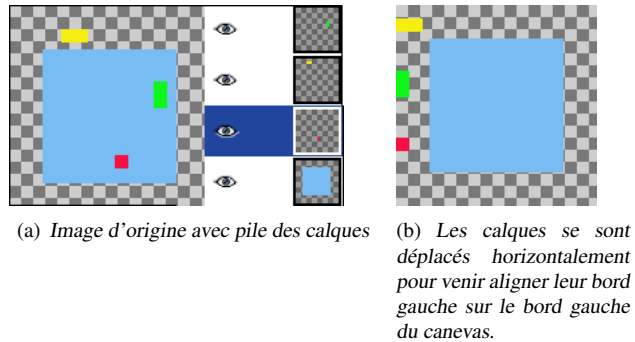 (a) Image d'origine avec pile des calques
(b) Les calques se sont
déplacés horizontalement
pour venir aligner leur bord
gauche sur le bord gauche
du canevas.